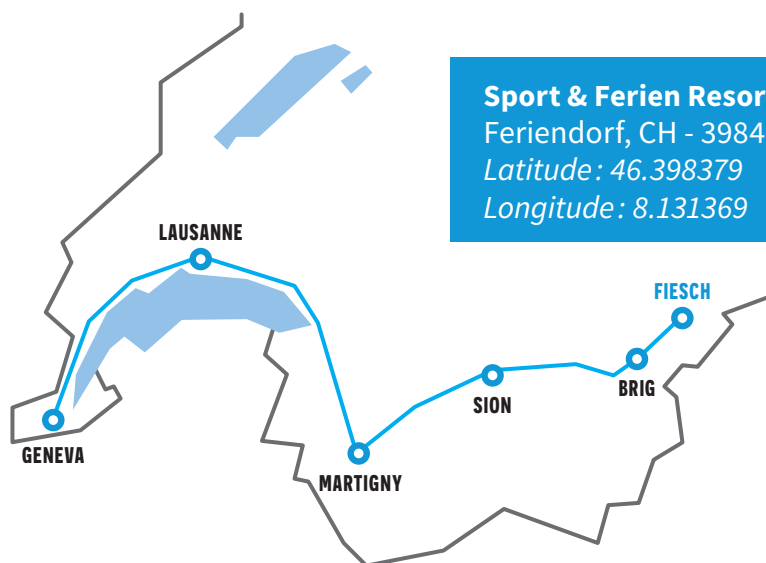 Sport & Ferien Resor
Feriendorf, CH - 3984
Latitude: 46.398379
Longitude: 8.131369
LAUSANNE
FIESCH
BRIG
SION
GENEVA
MARTIGNY